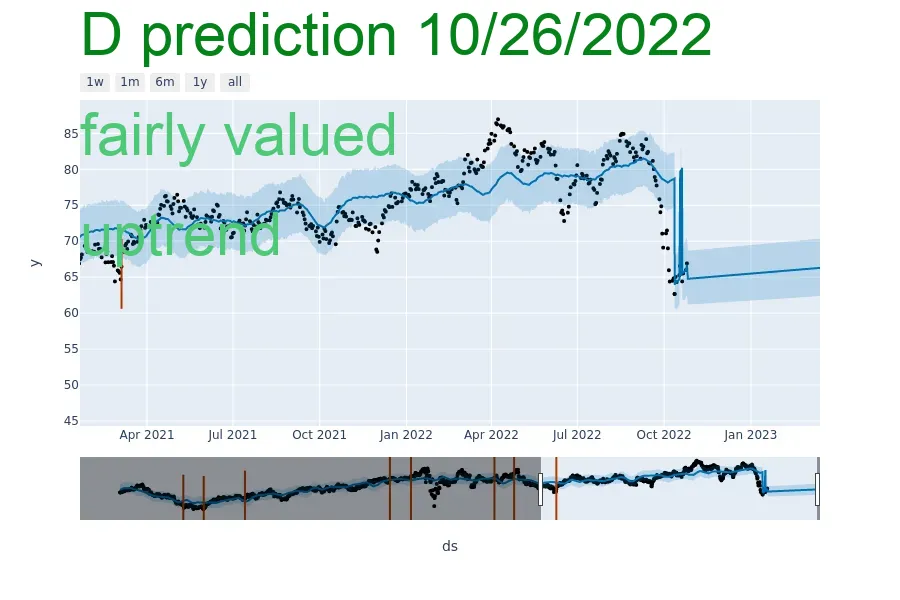 D prediction 10/26/2022
1w 1m 6m 1y all
fairly valued
uptrend
85
80
75
70
65
60
55
50
45
y
Apr 2021 Jul 2021 Oct 2021 Jan 2022 Apr 2022 Jul 2022 Oct 2022 Jan 2023
ds